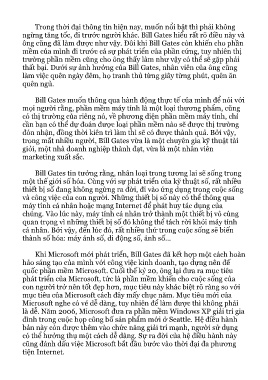 Trong thời đại thông tin hiện nay, muốn nổi bật thì phải không
ngừng tăng tốc, đi trước người khác. Bill Gates hiểu rất rõ điều này và
ông cũng đã làm được như vậy. Đôi khi Bill Gates còn khiến cho phần
mềm của mình đi trước cả sự phát triển của phần cứng, tuy nhiên thị
trường phần mềm cũng cho ông thấy làm như vậy có thể sẽ gặp phải
thất bại. Dưới sự ảnh hưởng của Bill Gates, nhân viên của ông cũng
làm việc quên ngày đêm, họ tranh thủ từng giây từng phút, quên ăn
quên ngủ.
Bill Gates muốn thông qua hành động thực tế của mình để nói với
mọi người rằng, phần mềm máy tính là một loại thương phẩm, cũng
có thị trường của riêng nó, về phương diện phần mềm máy tính, chỉ
cần bạn có thể dự đoán được loại phần mềm nào sẽ được thị trường
đón nhận, đồng thời kiên trì làm thì sẽ có được thành quả. Bởi vậy,
trong mắt nhiều người, Bill Gates vừa là một chuyên gia kỹ thuật tài
giỏi, một nhà doanh nghiệp thành đạt, vừa là một nhân viên
marketing xuất sắc.
Bill Gates tin tưởng rằng, nhân loại trong tương lai sẽ sống trong
một thế giới số hóa. Cùng với sự phát triển của kỹ thuật số, rất nhiều
thiết bị số đang không ngừng ra đời, đi vào ứng dụng trong cuộc sống
và công việc của con người. Những thiết bị số này có thể thông qua
máy tính cá nhân hoặc mạng Internet để phát huy tác dụng của
chúng. Vào lúc này, máy tính cá nhân trở thành một thiết bị vô cùng
quan trọng vì những thiết bị số đó không thể tách rời khỏi máy tính
cá nhân. Bởi vậy, đến lúc đó, rất nhiều thứ trong cuộc sống sẽ biến
thành số hóa: máy ảnh số, di động số, ảnh số...
Khi Microsoft mới phát triển, Bill Gates đã kết hợp một cách hoàn
hảo sáng tạo của mình với công việc kinh doanh, tạo dựng nên đế
quốc phần mềm Microsoft. Cuối thế kỷ 20, ông lại đưa ra mục tiêu
phát triển của Microsoft, tức là phần mềm khiến cho cuộc sống của
con người trở nên tốt đẹp hơn, mục tiêu này khác biệt rõ ràng so với
mục tiêu của Microsoft cách đây mấy chục năm. Mục tiêu mới của
Microsoft nghe có vẻ dễ dàng, tuy nhiên để làm được thì không phải
là dễ. Năm 2006, Microsoft đưa ra phần mềm Windows XP giải trí gia
đình trong cuộc họp công bố sản phẩm mới ở Seattle. Hệ điều hành
bản này còn được thêm vào chức năng giải trí mạnh, người sử dụng
có thể hưởng thụ một cách dễ dàng. Sự ra đời của hệ điều hành này
cũng đánh dấu việc Microsoft bắt đầu bước vào thời đại đa phương
tiện Internet.